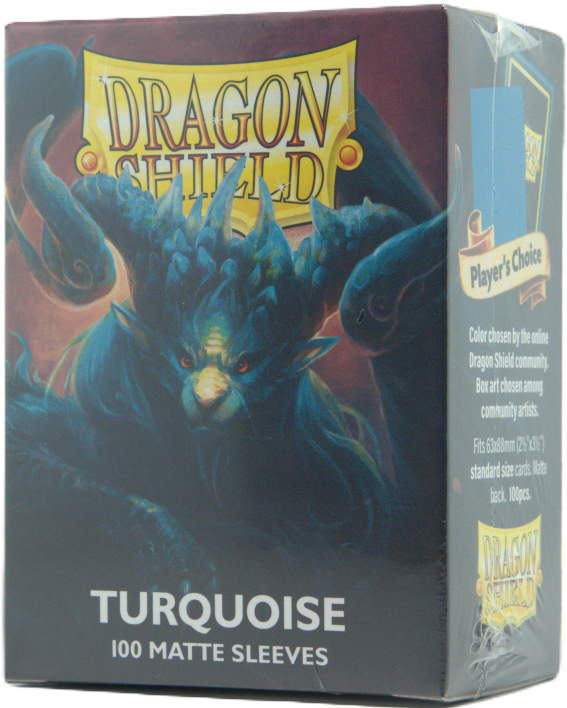 DRAGON
SHIELD
TURQUOISE
100 MATTE SLEEVES
Player's Choice
Color chosen by the online
Dragon Shield community.
Box art chosen among
community artists.
Fits 63x88mm (2½"x3½")
standard size cards. Matte
back. 100pcs.
DRAGON
SHIELD